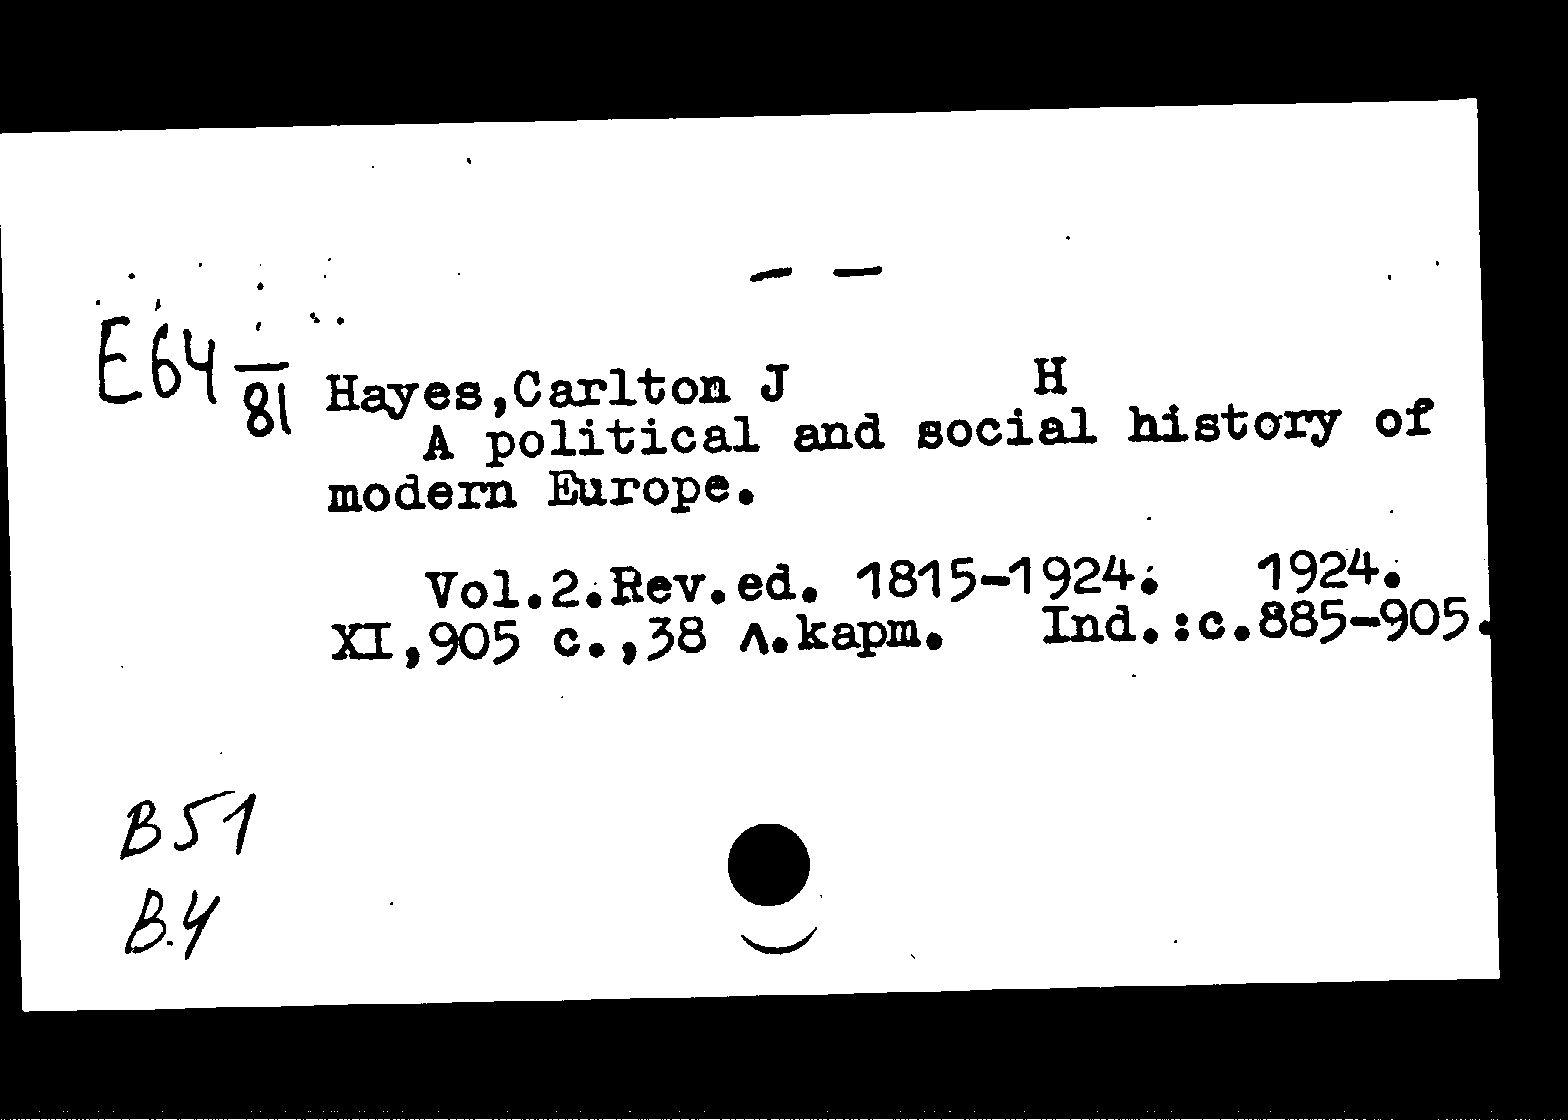 — —
E64 —/81
Hayes,Carlton J H
A political and social history of
modern Europe.
Vol.2.Rev.ed. 1815-1924. 1924.
XI,905 c.,38 л.карт. Ind.:c.885-905.
B51
B.4